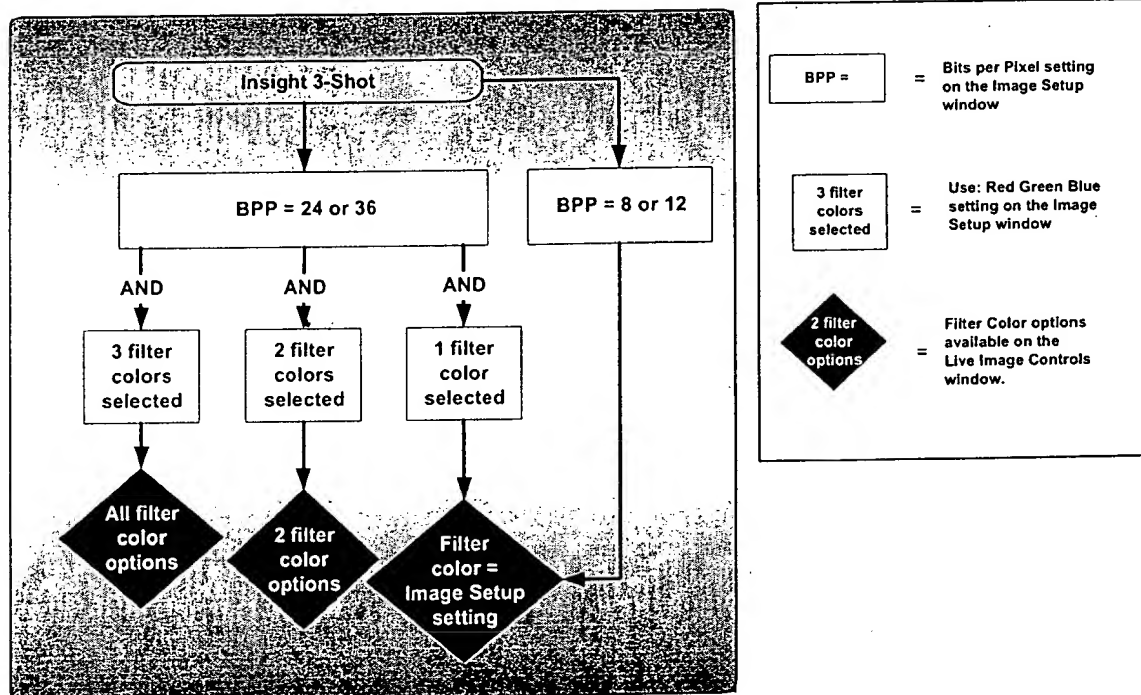 Insight 3-Shot
BPP = 24 or 36
BPP = 8 or 12
AND
AND
AND
3 filter
colors
selected
2 filter
colors
selected
1 filter
color
selected
All filter
color
options
2 filter
color
options
Filter
color =
Image Setup
setting
BPP =
=
Bits per Pixel setting
on the Image Setup
window
3 filter
colors
selected
=
Use: Red Green Blue
setting on the Image
Setup window
2 filter
color
options
=
Filter Color options
available on the
Live Image Controls
window.